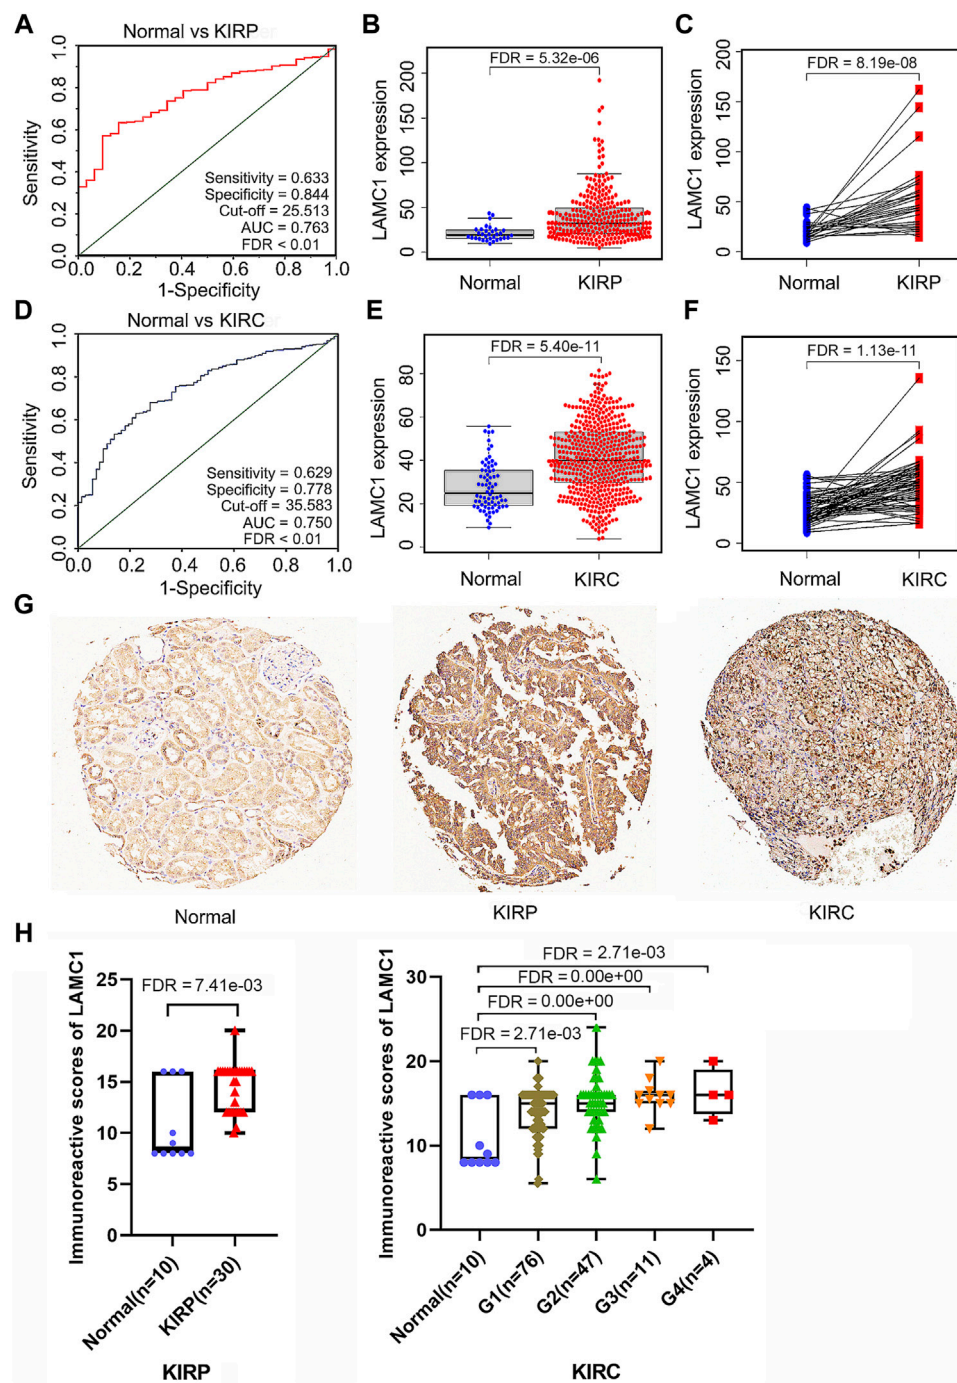 A
Normal vs KIRP
1.0
0.8
0.6
0.4
0.2
0.0
Sensitivity
Sensitivity = 0.633
Specificity = 0.844
Cut-off = 25.513
AUC = 0.763
FDR < 0.01
0.0 0.2 0.4 0.6 0.8 1.0
1-Specificity
B
FDR = 5.32e-06
200
150
100
50
0
LAMC1 expression
Normal KIRP
C
FDR = 8.19e-08
200
150
100
50
0
LAMC1 expression
Normal KIRP
D
Normal vs KIRC
1.0
0.8
0.6
0.4
0.2
0.0
Sensitivity
Sensitivity = 0.629
Specificity = 0.778
Cut-off = 35.583
AUC = 0.750
FDR < 0.01
0.0 0.2 0.4 0.6 0.8 1.0
1-Specificity
E
FDR = 5.40e-11
80
60
40
20
0
LAMC1 expression
Normal KIRC
F
FDR = 1.13e-11
150
100
50
0
LAMC1 expression
Normal KIRC
G
Normal
KIRP
KIRC
H
25
20
15
10
5
0
Immunoreactive scores of LAMC1
FDR = 7.41e-03
Normal(n=10)
KIRP(n=30)
KIRP
30
20
10
0
Immunoreactive scores of LAMC1
FDR = 2.71e-03
FDR = 0.00e+00
FDR = 0.00e+00
FDR = 2.71e-03
Normal(n=10)
G1(n=76)
G2(n=47)
G3(n=11)
G4(n=4)
KIRC